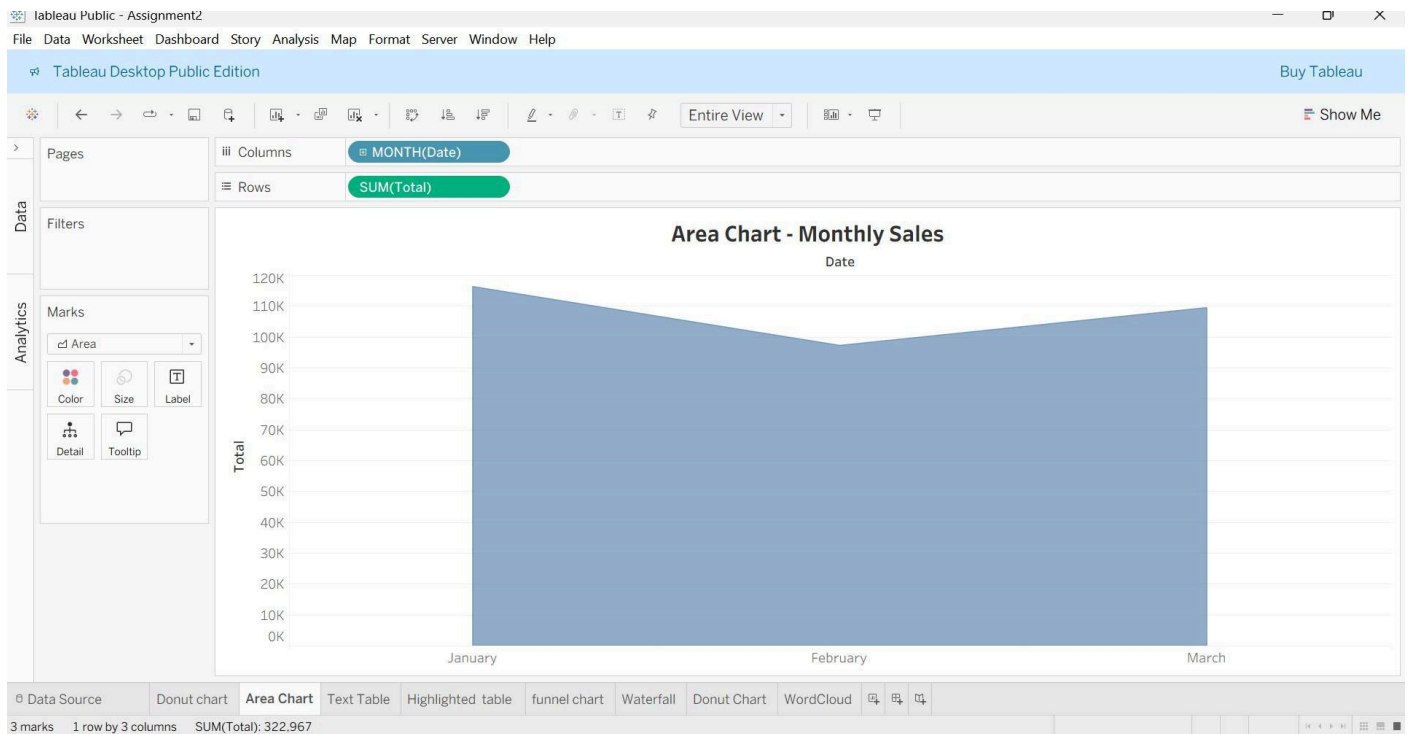 Tableau Public - Assignment2
File Data Worksheet Dashboard Story Analysis Map Format Server Window Help
Tableau Desktop Public Edition Buy Tableau
Entire View Show Me
Pages
Columns MONTH(Date)
Rows SUM(Total)
Data
Filters
Analytics
Marks
Area
Color Size Label
Detail Tooltip
Area Chart - Monthly Sales
Date
Total
120K
110K
100K
90K
80K
70K
60K
50K
40K
30K
20K
10K
0K
January February March
Data Source Donut chart Area Chart Text Table Highlighted table funnel chart Waterfall Donut Chart WordCloud
3 marks 1 row by 3 columns SUM(Total): 322,967